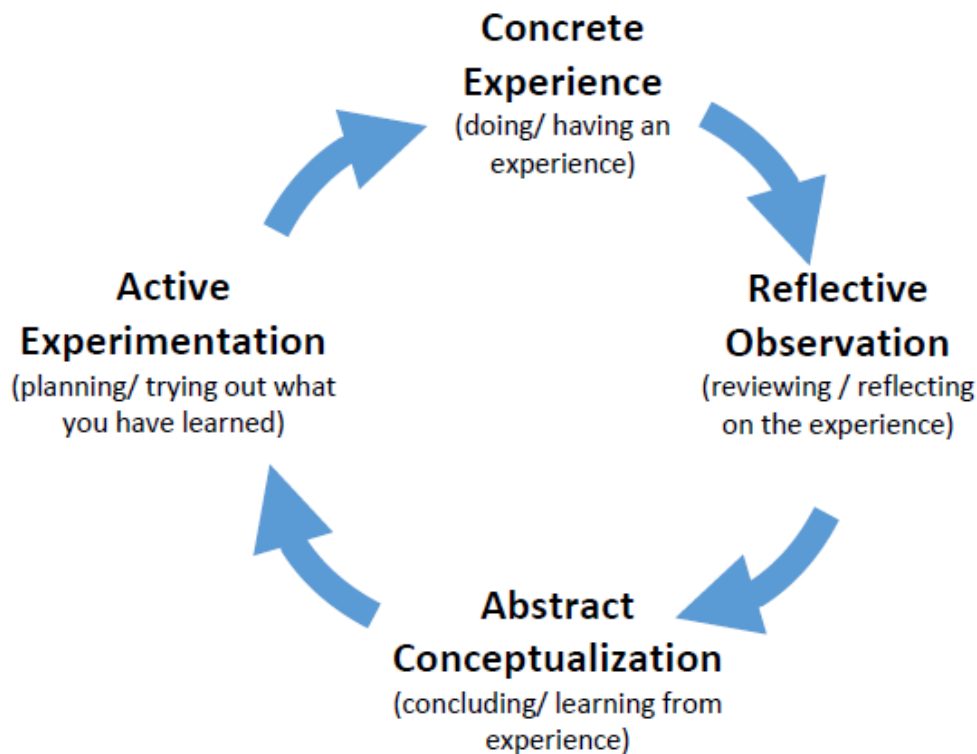 Concrete
Experience
(doing/ having an
experience)
Reflective
Observation
(reviewing / reflecting
on the experience)
Abstract
Conceptualization
(concluding/ learning from
experience)
Active
Experimentation
(planning/ trying out what
you have learned)